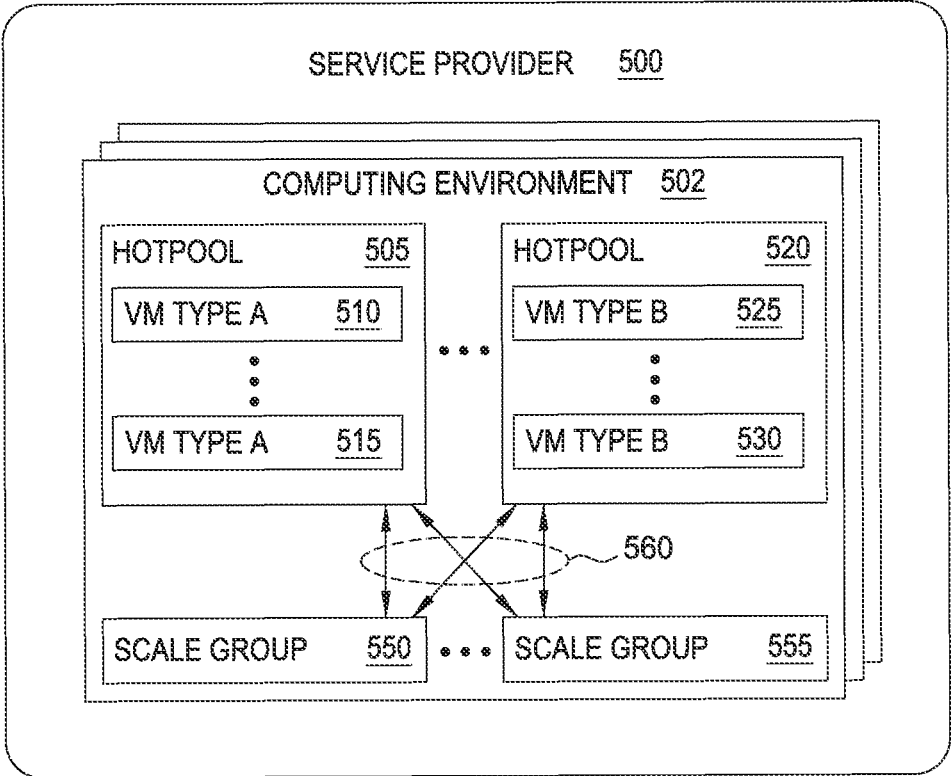 SERVICE PROVIDER 500
COMPUTING ENVIRONMENT 502
HOTPOOL 505
VM TYPE A 510
VM TYPE A 515
HOTPOOL 520
VM TYPE B 525
VM TYPE B 530
560
SCALE GROUP 550
SCALE GROUP 555